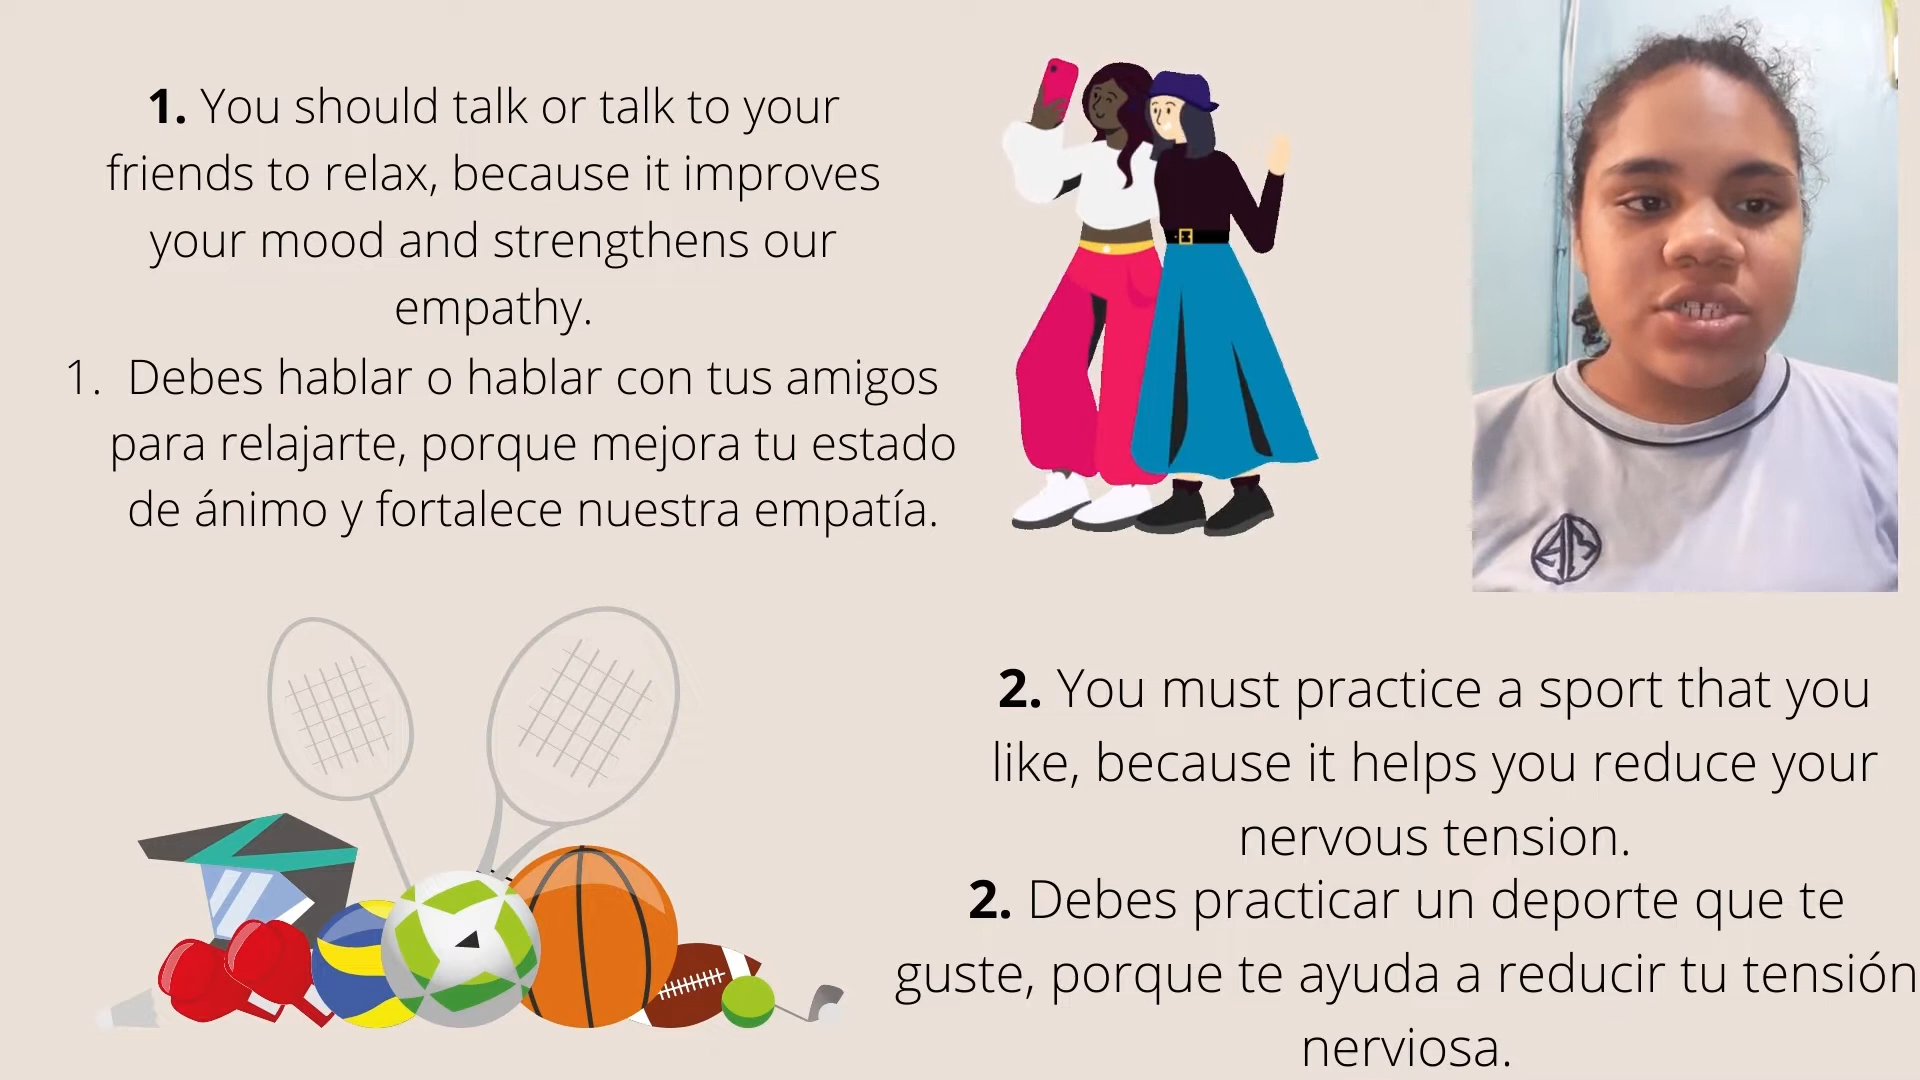 1. You should talk or talk to your
friends to relax, because it improves
your mood and strengthens our
empathy.
1. Debes hablar o hablar con tus amigos
para relajarte, porque mejora tu estado
de ánimo y fortalece nuestra empatía.
2. You must practice a sport that you
like, because it helps you reduce your
nervous tension.
2. Debes practicar un deporte que te
guste, porque te ayuda a reducir tu tensión
nerviosa.